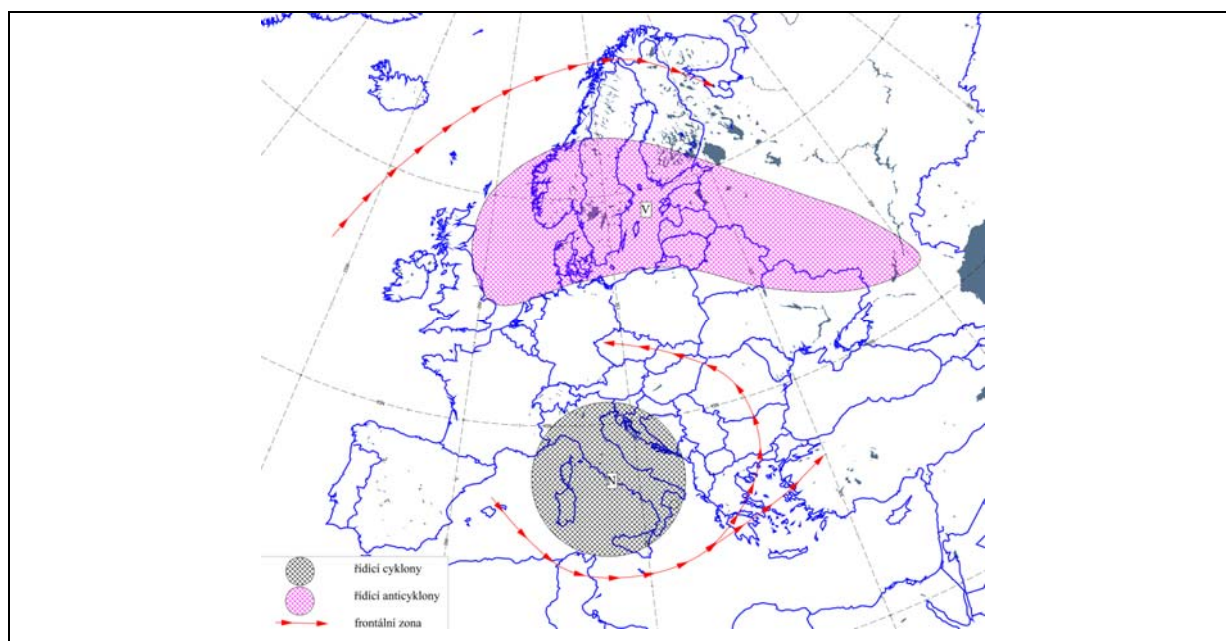 V
N
řídící cyklony
řídící anticyklony
frontální zona